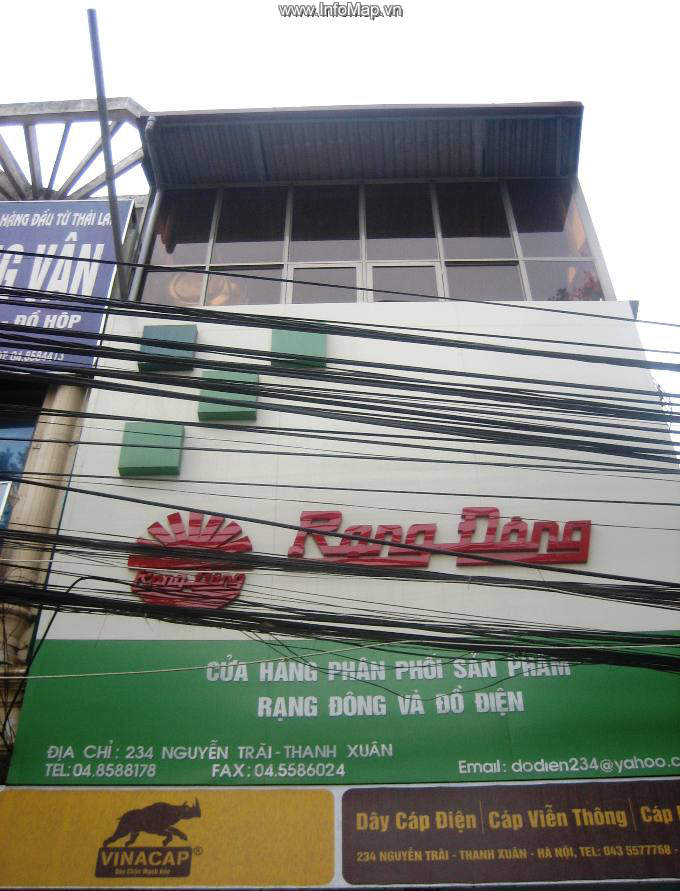 www.InfoMap.vn
HÀNG ĐẦU TỪ THÁI
VÂN
- ĐỒ HỘP
04.8584413
Rạng Đông
Rạng Đông
CỬA HÀNG PHÂN PHỐI SẢN PHẨM
RẠNG ĐÔNG VÀ ĐỒ ĐIỆN
ĐỊA CHỈ : 234 NGUYỄN TRÃI - THANH XUÂN
TEL: 04.8588178 FAX: 04.5586024 Email: dodien234@yahoo.c
VINACAP®
Dây Cáp Điện | Cáp Viễn Thông | Cáp
234 NGUYỄN TRÃI - THANH XUÂN - HÀ NỘI, TEL: 043 5577768 -